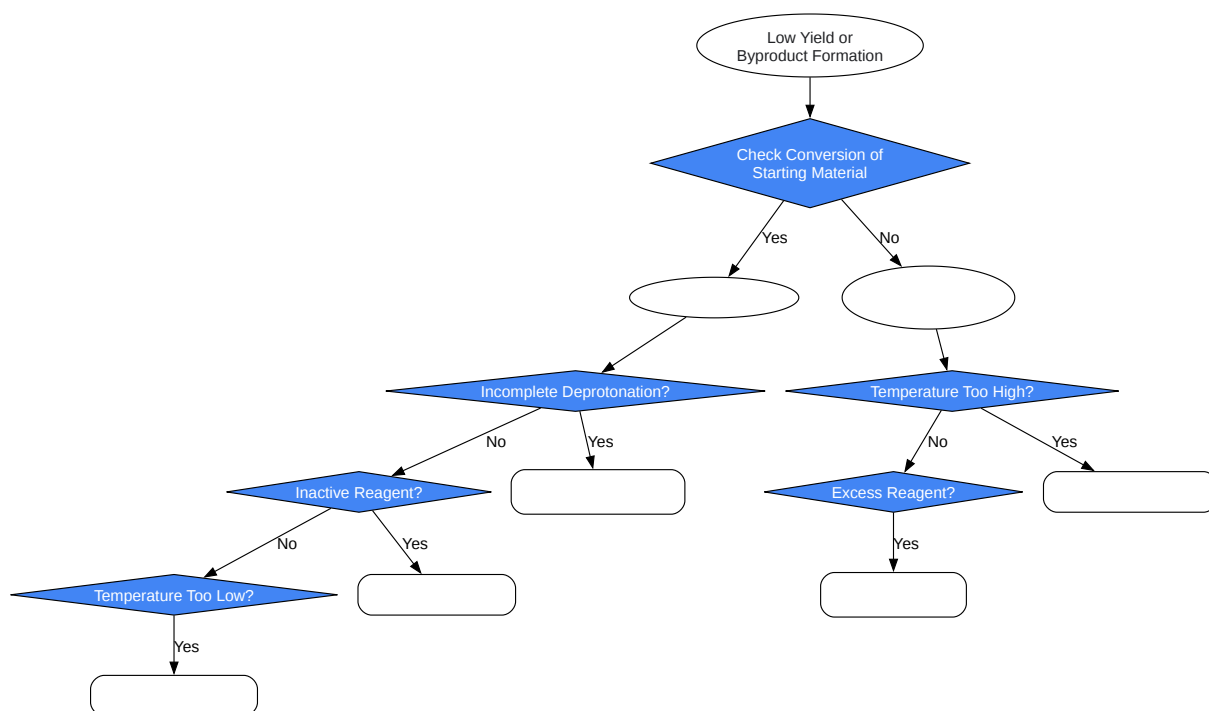 Low Yield or
Byproduct Formation
Check Conversion of
Starting Material
Yes
No
Incomplete Deprotonation?
Temperature Too High?
No
Yes
No
Yes
Inactive Reagent?
Excess Reagent?
No
Yes
Yes
Temperature Too Low?
Yes